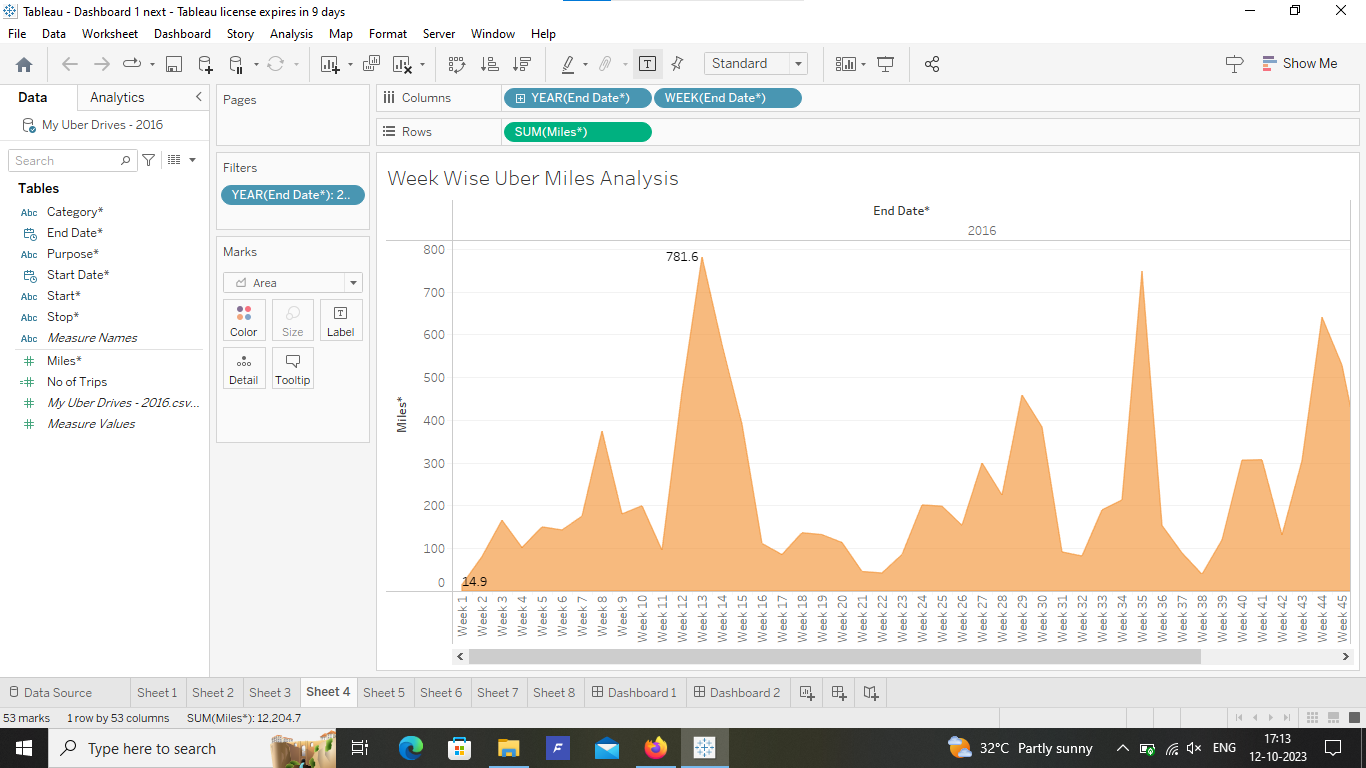 Tableau - Dashboard 1 next - Tableau license expires in 9 days
File Data Worksheet Dashboard Story Analysis Map Format Server Window Help
Standard
Show Me
Data Analytics
My Uber Drives - 2016
Search
Tables
Abc Category*
End Date*
Abc Purpose*
Start Date*
Abc Start*
Abc Stop*
Abc Measure Names
Miles*
No of Trips
My Uber Drives - 2016.csv...
Measure Values
Pages
Filters
YEAR(End Date*): 2..
Marks
Area
Color Size Label
Detail Tooltip
Columns YEAR(End Date*) WEEK(End Date*)
Rows SUM(Miles*)
Week Wise Uber Miles Analysis
End Date*
2016
Miles*
800
700
600
500
400
300
200
100
0
781.6
14.9
Week 1
Week 2
Week 3
Week 4
Week 5
Week 6
Week 7
Week 8
Week 9
Week 10
Week 11
Week 12
Week 13
Week 14
Week 15
Week 16
Week 17
Week 18
Week 19
Week 20
Week 21
Week 22
Week 23
Week 24
Week 25
Week 26
Week 27
Week 28
Week 29
Week 30
Week 31
Week 32
Week 33
Week 34
Week 35
Week 36
Week 37
Week 38
Week 39
Week 40
Week 41
Week 42
Week 43
Week 44
Week 45
Data Source Sheet 1 Sheet 2 Sheet 3 Sheet 4 Sheet 5 Sheet 6 Sheet 7 Sheet 8 Dashboard 1 Dashboard 2
53 marks 1 row by 53 columns SUM(Miles*): 12,204.7
Type here to search
F
32°C Partly sunny
ENG
17:13
12-10-2023